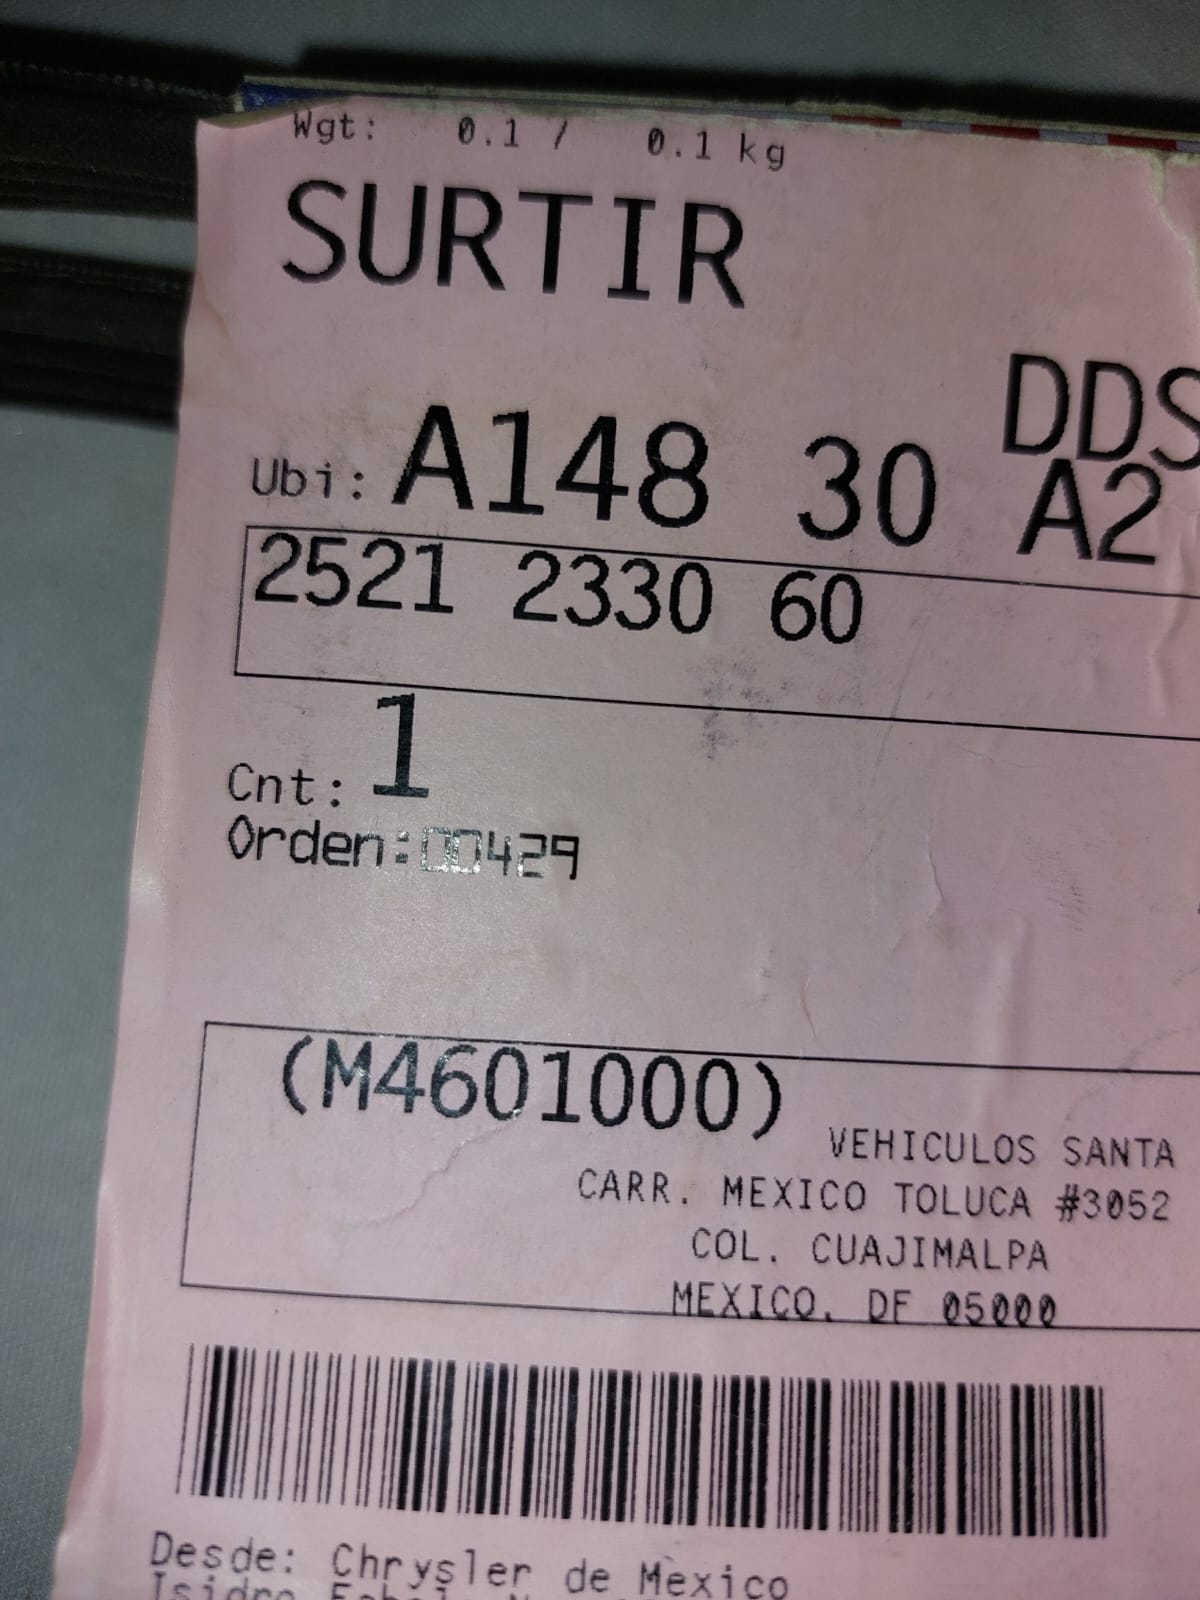 Wgt: 0.1 / 0.1 kg
SURTIR
DDS
Ubi: A148 30 A2
2521 2330 60
Cnt: 1
Orden:00429
(M4601000)
VEHICULOS SANTA
CARR. MEXICO TOLUCA #3052
COL. CUAJIMALPA
MEXICO, DF 05000
Desde: Chrysler de Mexico
Isidro